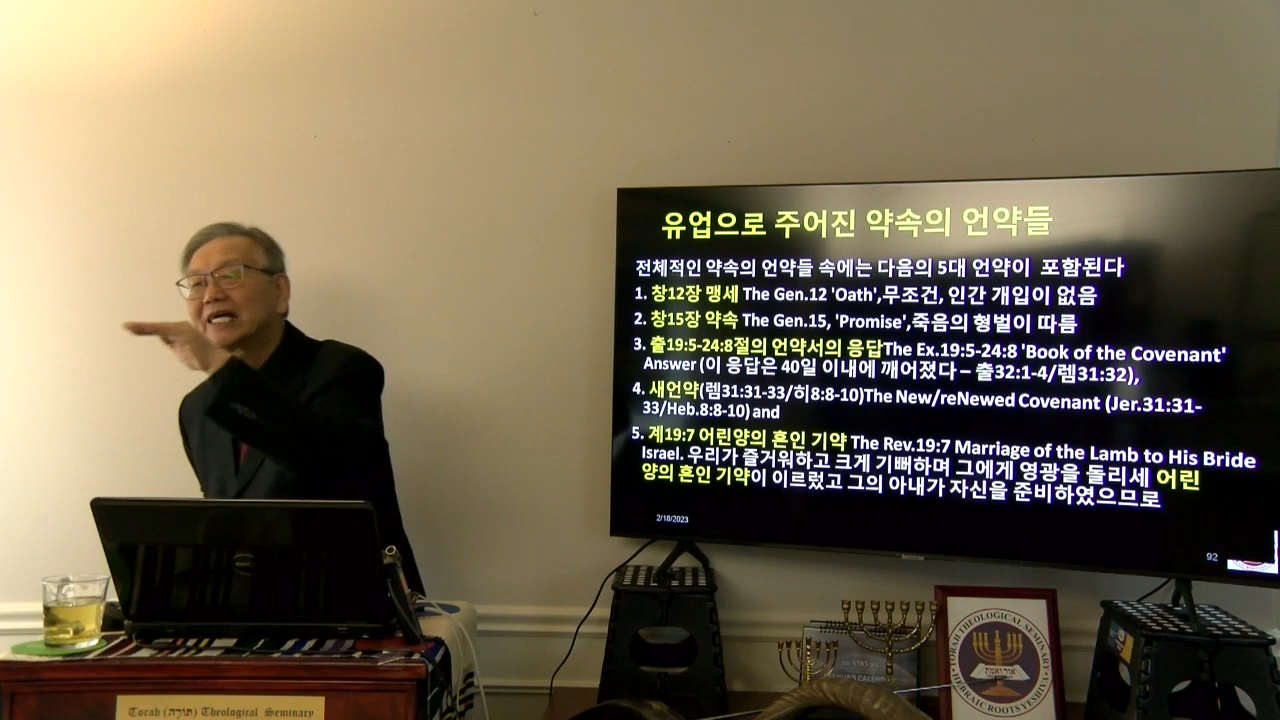 유업으로 주어진 약속의 언약들
전체적인 약속의 언약들 속에는 다음의 5대 언약이 포함된다
1. 창12장 맹세 The Gen.12 'Oath',무조건, 인간 개입이 없음
2. 창15장 약속 The Gen.15, 'Promise',죽음의 형벌이 따름
3. 출19:5-24:8절의 언약서의 응답The Ex.19:5-24:8 'Book of the Covenant'
Answer (이 응답은 40일 이내에 깨어졌다 – 출32:1-4/렘31:32),
4. 새언약(렘31:31-33/히8:8-10)The New/reNewed Covenant (Jer.31:31-
33/Heb.8:8-10) and
5. 계19:7 어린양의 혼인 기약 The Rev.19:7 Marriage of the Lamb to His Bride
Israel. 우리가 즐거워하고 크게 기뻐하며 그에게 영광을 돌리세 어린
양의 혼인 기약이 이르렀고 그의 아내가 자신을 준비하였으므로
2/18/2023
92
DELL
TORAH THEOLOGICAL SEMINARY
אור ואמת
HEBRAIC ROOTS YESHIVA
Torah (תורה) Theological Seminary